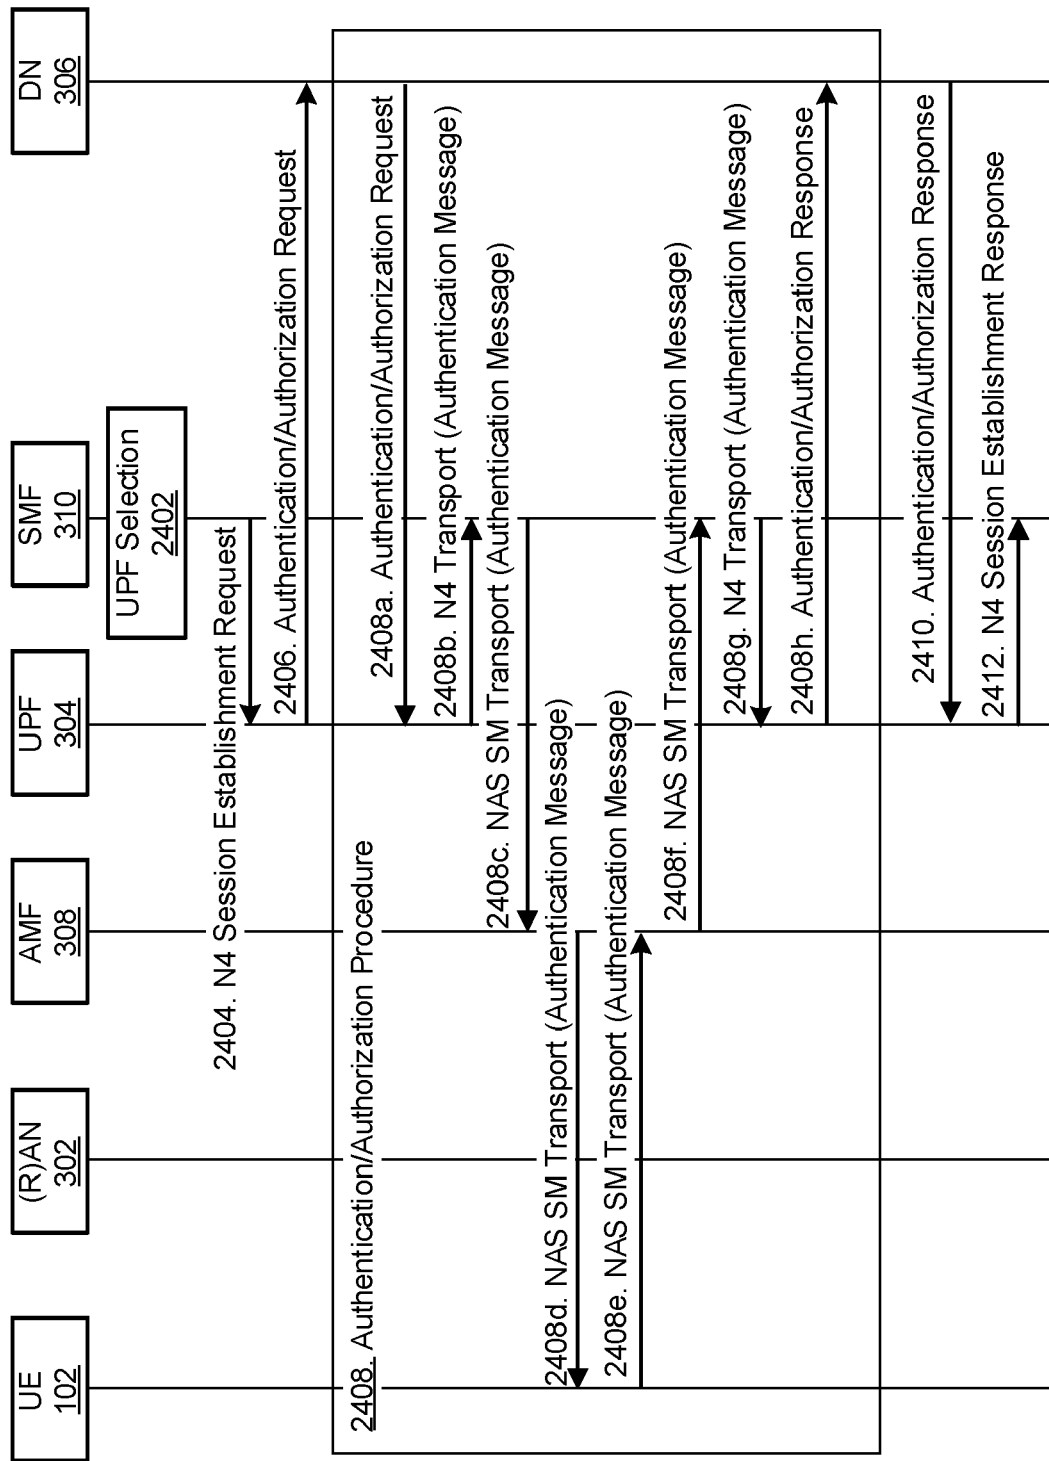 UE
102
(R)AN
302
AMF
308
UPF
304
SMF
310
DN
306
UPF Selection
2402
2404. N4 Session Establishment Request
2406. Authentication/Authorization Request
2408. Authentication/Authorization Procedure
2408a. Authentication/Authorization Request
2408b. N4 Transport (Authentication Message)
2408c. NAS SM Transport (Authentication Message)
2408d. NAS SM Transport (Authentication Message)
2408e. NAS SM Transport (Authentication Message)
2408f. NAS SM Transport (Authentication Message)
2408g. N4 Transport (Authentication Message)
2408h. Authentication/Authorization Response
2410. Authentication/Authorization Response
2412. N4 Session Establishment Response